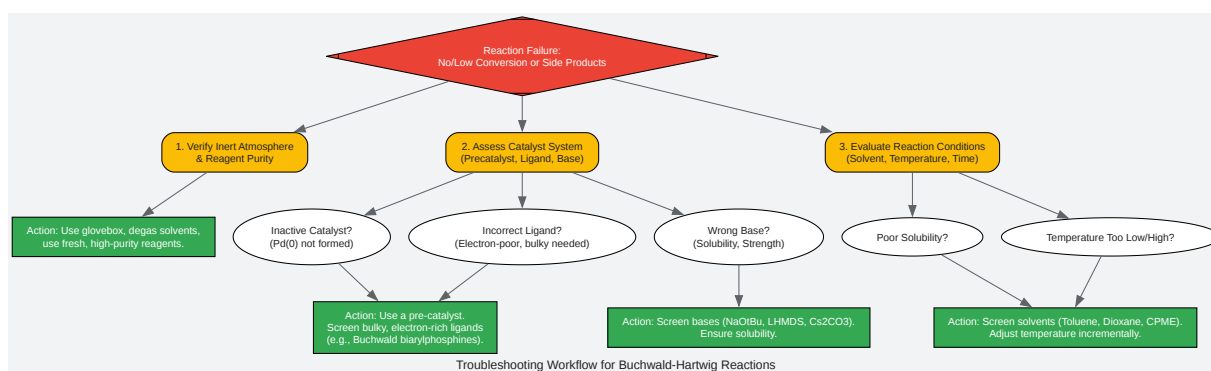 Reaction Failure:
No/Low Conversion or Side Products
1. Verify Inert Atmosphere
& Reagent Purity
2. Assess Catalyst System
(Precatalyst, Ligand, Base)
3. Evaluate Reaction Conditions
(Solvent, Temperature, Time)
Action: Use glovebox, degas solvents,
use fresh, high-purity reagents.
Inactive Catalyst?
(Pd(0) not formed)
Incorrect Ligand?
(Electron-poor, bulky needed)
Wrong Base?
(Solubility, Strength)
Poor Solubility?
Temperature Too Low/High?
Action: Use a pre-catalyst.
Screen bulky, electron-rich ligands
(e.g., Buchwald biarylphosphines).
Action: Screen bases (NaOtBu, LHMDS, Cs2CO3).
Ensure solubility.
Action: Screen solvents (Toluene, Dioxane, CPME).
Adjust temperature incrementally.
Troubleshooting Workflow for Buchwald-Hartwig Reactions